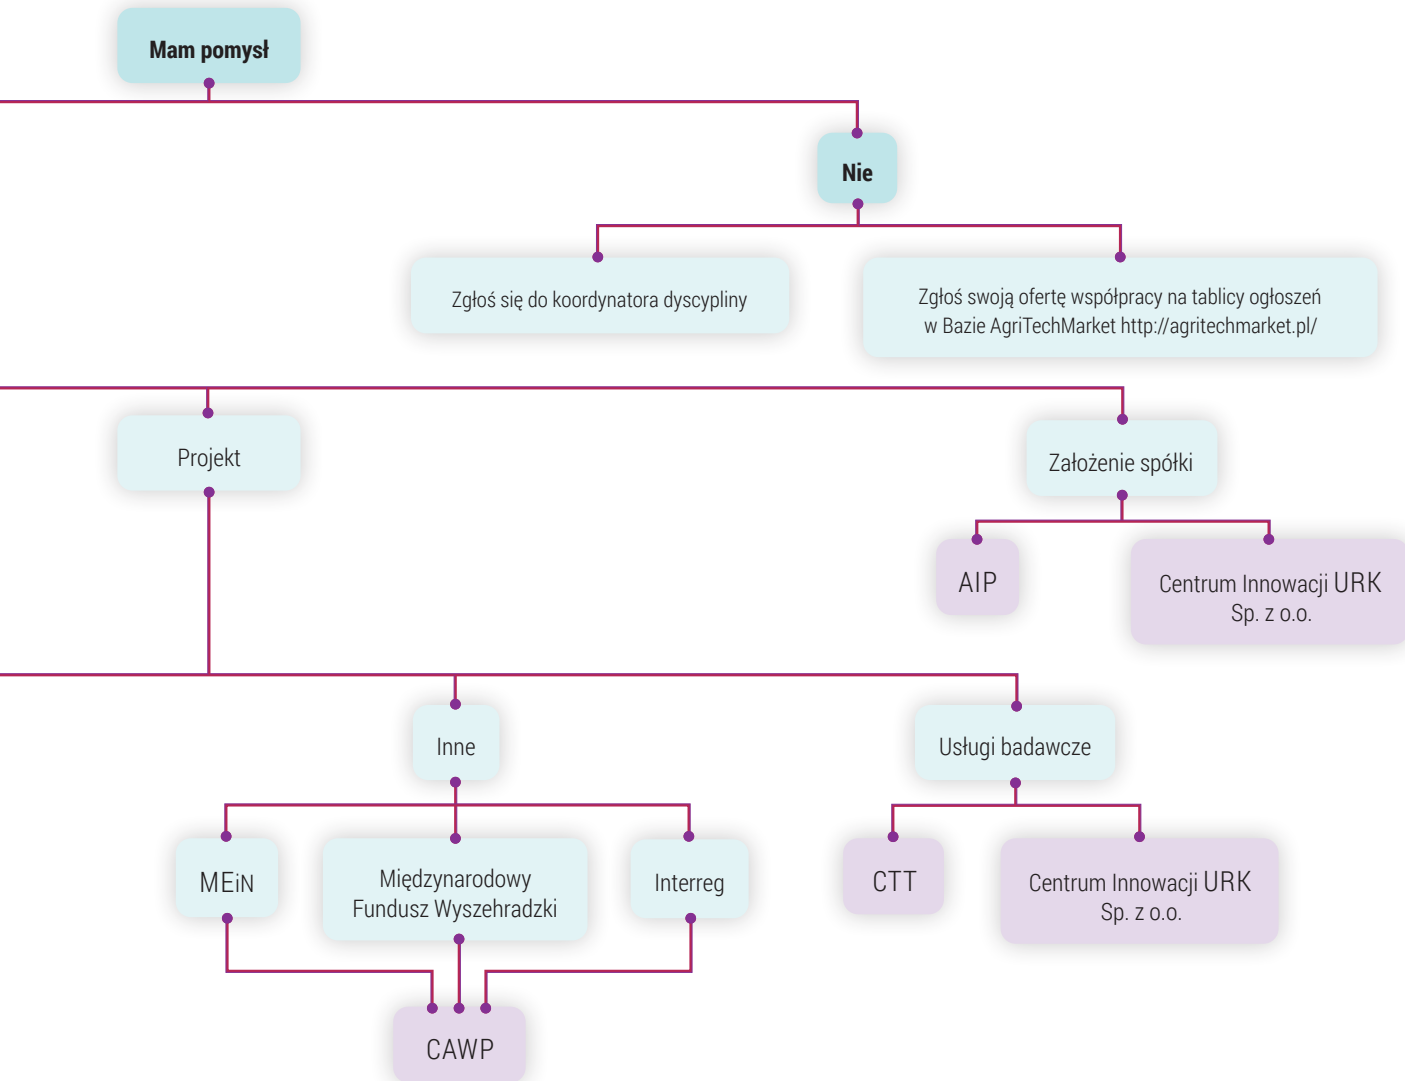 Mam pomysł
Nie
Zgłoś się do koordynatora dyscypliny
Zgłoś swoją ofertę współpracy na tablicy ogłoszeń
w Bazie AgriTechMarket http://agritechmarket.pl/
Projekt
Założenie spółki
AIP
Centrum Innowacji URK
Sp. z o.o.
Inne
Usługi badawcze
MEiN
Międzynarodowy
Fundusz Wyszehradzki
Interreg
CTT
Centrum Innowacji URK
Sp. z o.o.
CAWP